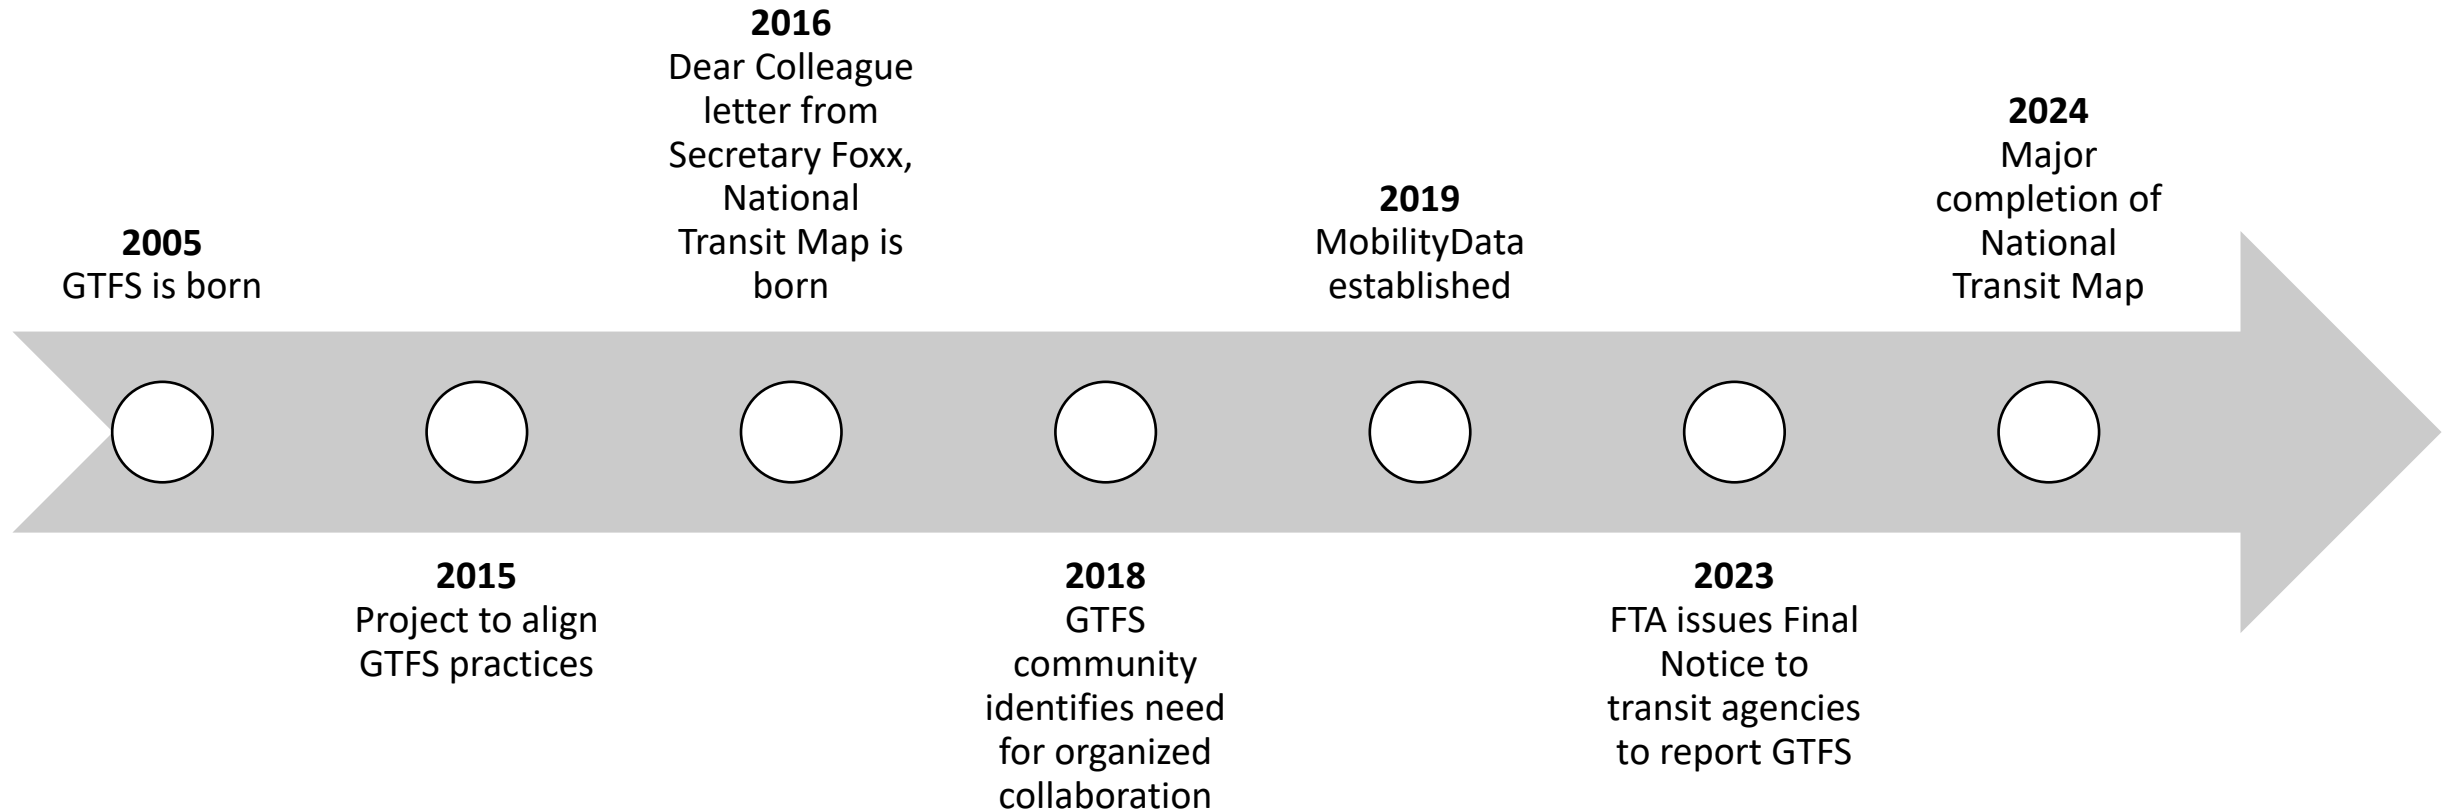 2005
GTFS is born
2015
Project to align
GTFS practices
2016
Dear Colleague
letter from
Secretary Foxx,
National
Transit Map is
born
2018
GTFS
community
identifies need
for organized
collaboration
2019
MobilityData
established
2023
FTA issues Final
Notice to
transit agencies
to report GTFS
2024
Major
completion of
National
Transit Map